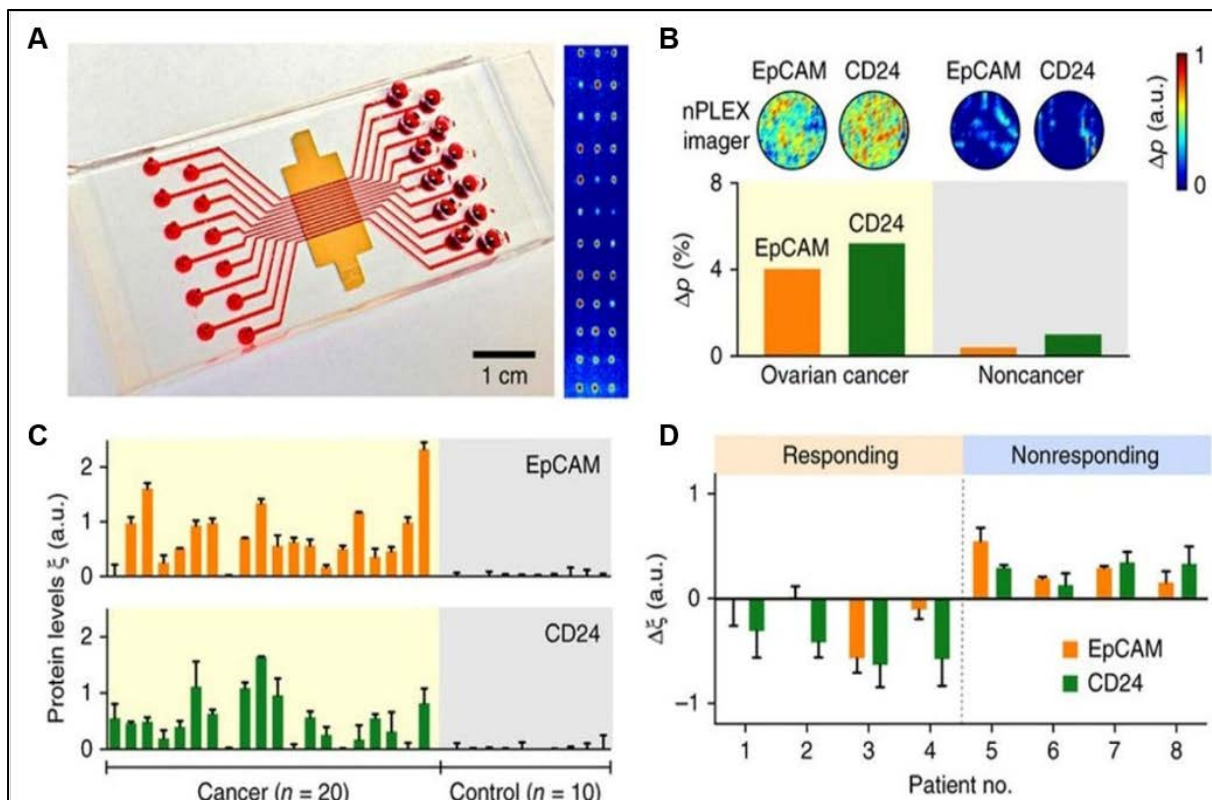 A
1 cm
B
EpCAM CD24 EpCAM CD24
nPLEX
imager
1
Δp (a.u.)
0
8
4
0
Δp (%)
EpCAM
CD24
Ovarian cancer Noncancer
C
Protein levels ξ (a.u.)
EpCAM
2
1
0
CD24
2
1
0
Cancer (n = 20) Control (n = 10)
D
Responding Nonresponding
1
0
−1
Δξ (a.u.)
EpCAM
CD24
1 2 3 4 5 6 7 8
Patient no.